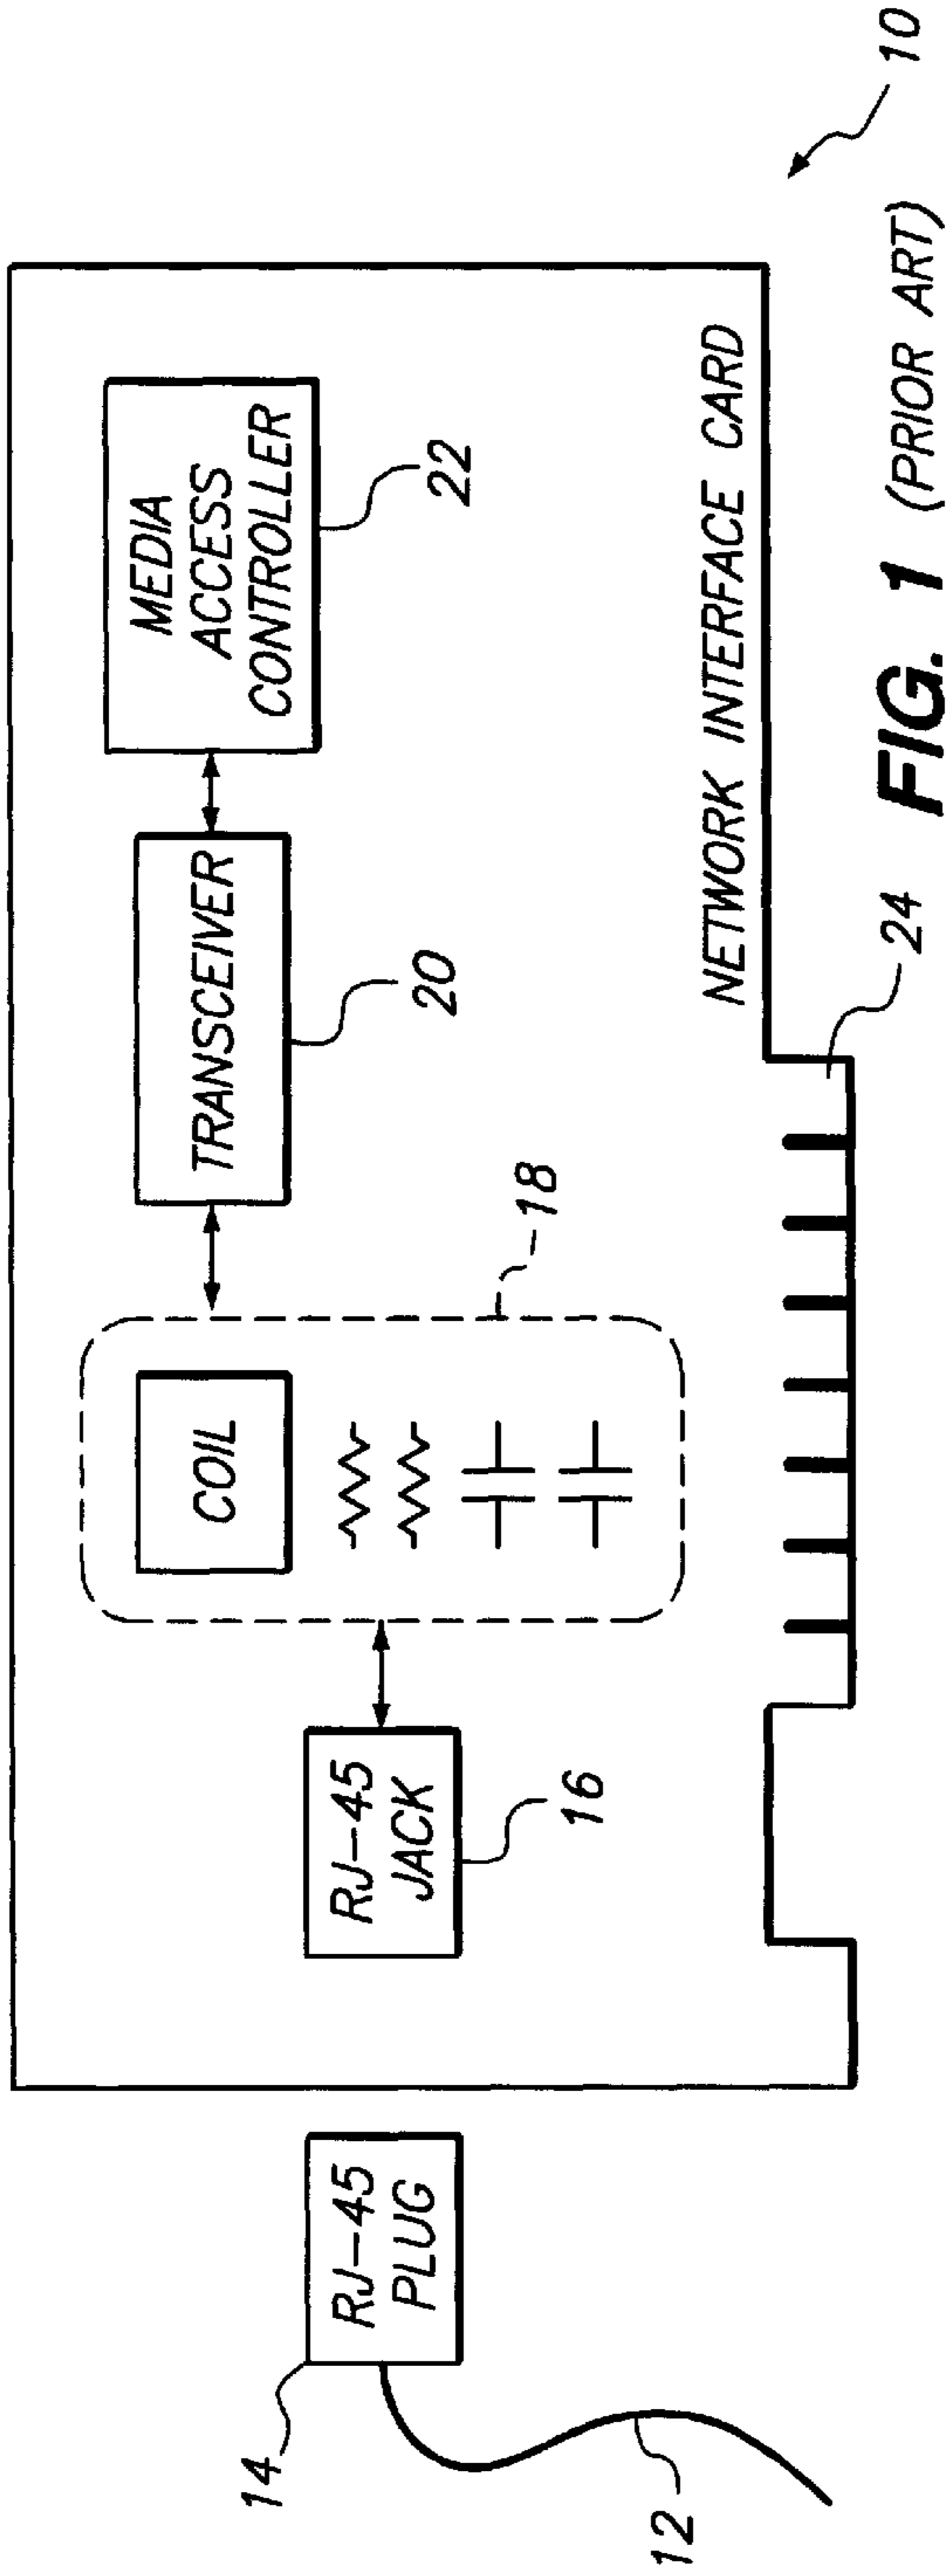 MEDIA
ACCESS
CONTROLLER
22
TRANSCEIVER
20
COIL
18
RJ-45
JACK
16
RJ-45
PLUG
14
12
NETWORK INTERFACE CARD
24
FIG. 1 (PRIOR ART)
10